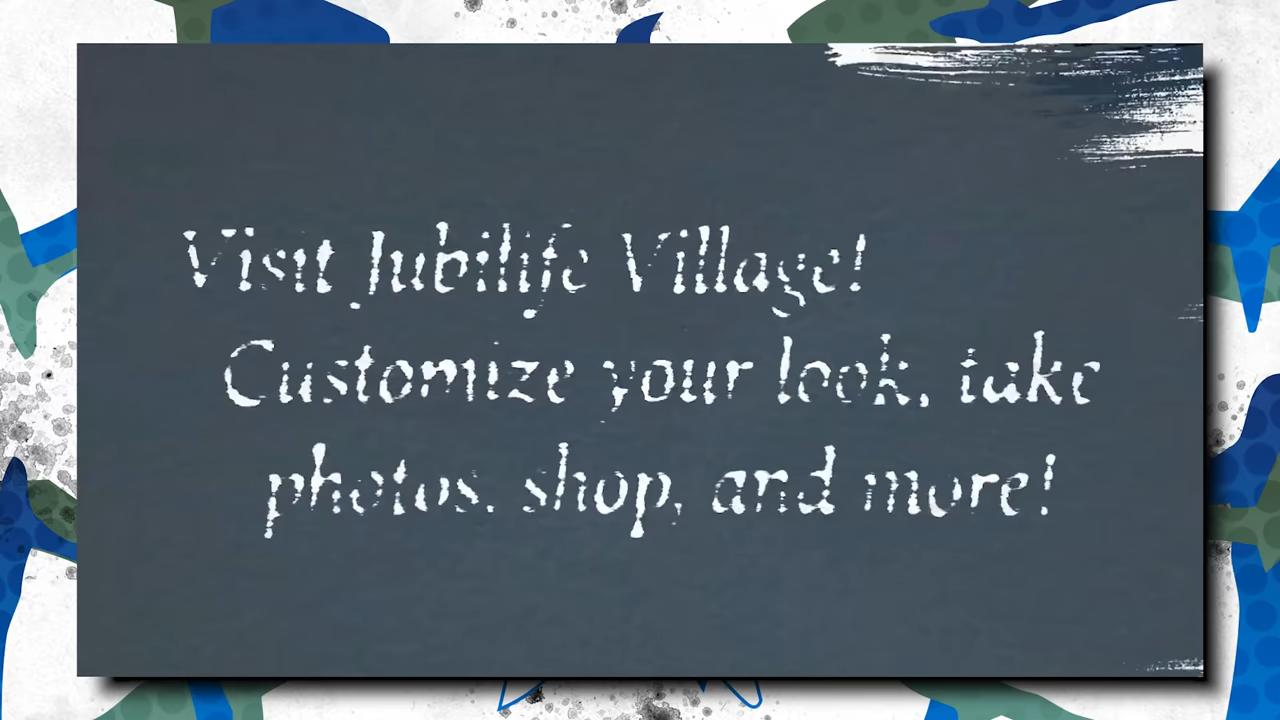 Visit Jubilife Village!
Customize your look, take
photos, shop, and more!